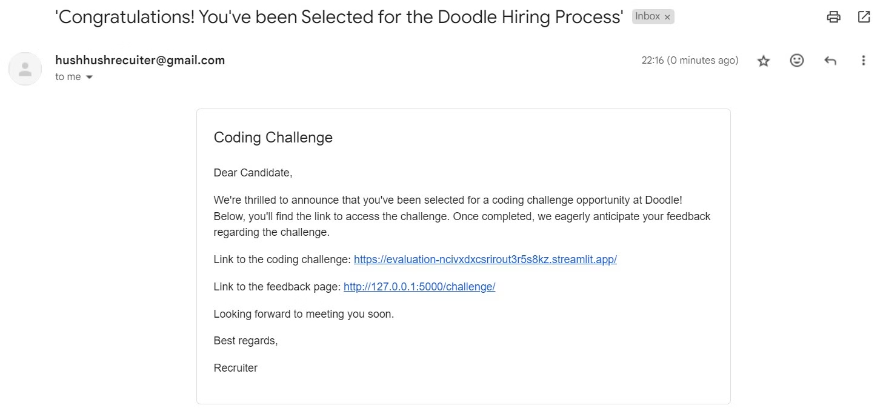 'Congratulations! You've been Selected for the Doodle Hiring Process' Inbox ×
hushhushrecuiter@gmail.com 22:16 (0 minutes ago)
to me
Coding Challenge
Dear Candidate,
We're thrilled to announce that you've been selected for a coding challenge opportunity at Doodle!
Below, you'll find the link to access the challenge. Once completed, we eagerly anticipate your feedback
regarding the challenge.
Link to the coding challenge: https://evaluation-ncivxdxcsrirout3r5s8kz.streamlit.app/
Link to the feedback page: http://127.0.0.1:5000/challenge/
Looking forward to meeting you soon.
Best regards,
Recruiter